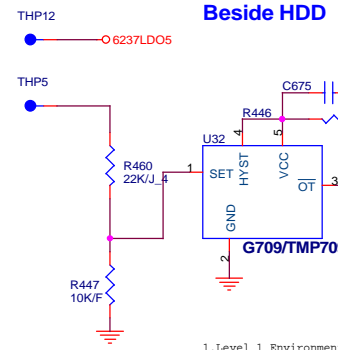 THP12
Beside HDD
6237LDO5
THP5
C675
R446
U32
4
5
1
SET
HYST
VCC
OT
3
R460
22K/J_4
GND
G709/TMP709
2
R447
10K/F
1.Level 1 Environmen